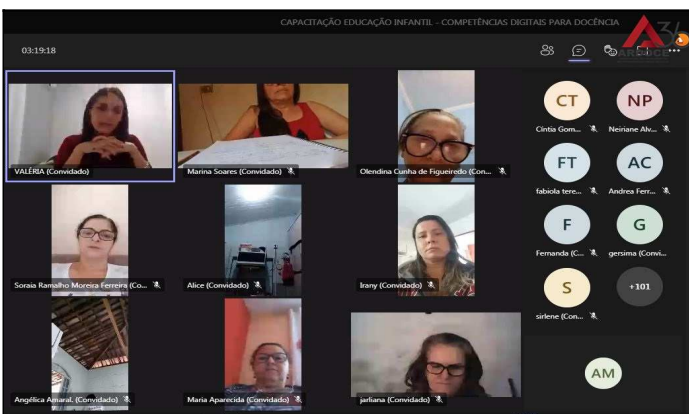 CAPACITAÇÃO EDUCAÇÃO INFANTIL - COMPETÊNCIAS DIGITAIS PARA DOCÊNCIA
03:19:18
VALÉRIA (Convidado)
Marina Soares (Convidado)
Olendina Cunha de Figueiredo (Con...
CT
NP
Cíntia Gom...
Neiriane Alv...
FT
AC
fabiola tere...
Andrea Ferr...
Soraia Ramalho Moreira Ferreira (Co...
Alice (Convidado)
Irany (Convidado)
F
G
Fernanda (C...
gersima (Convi...
S
+101
sirlene (Con...
Angélica Amaral. (Convidado)
Maria Aparecida (Convidado)
jarliana (Convidado)
AM